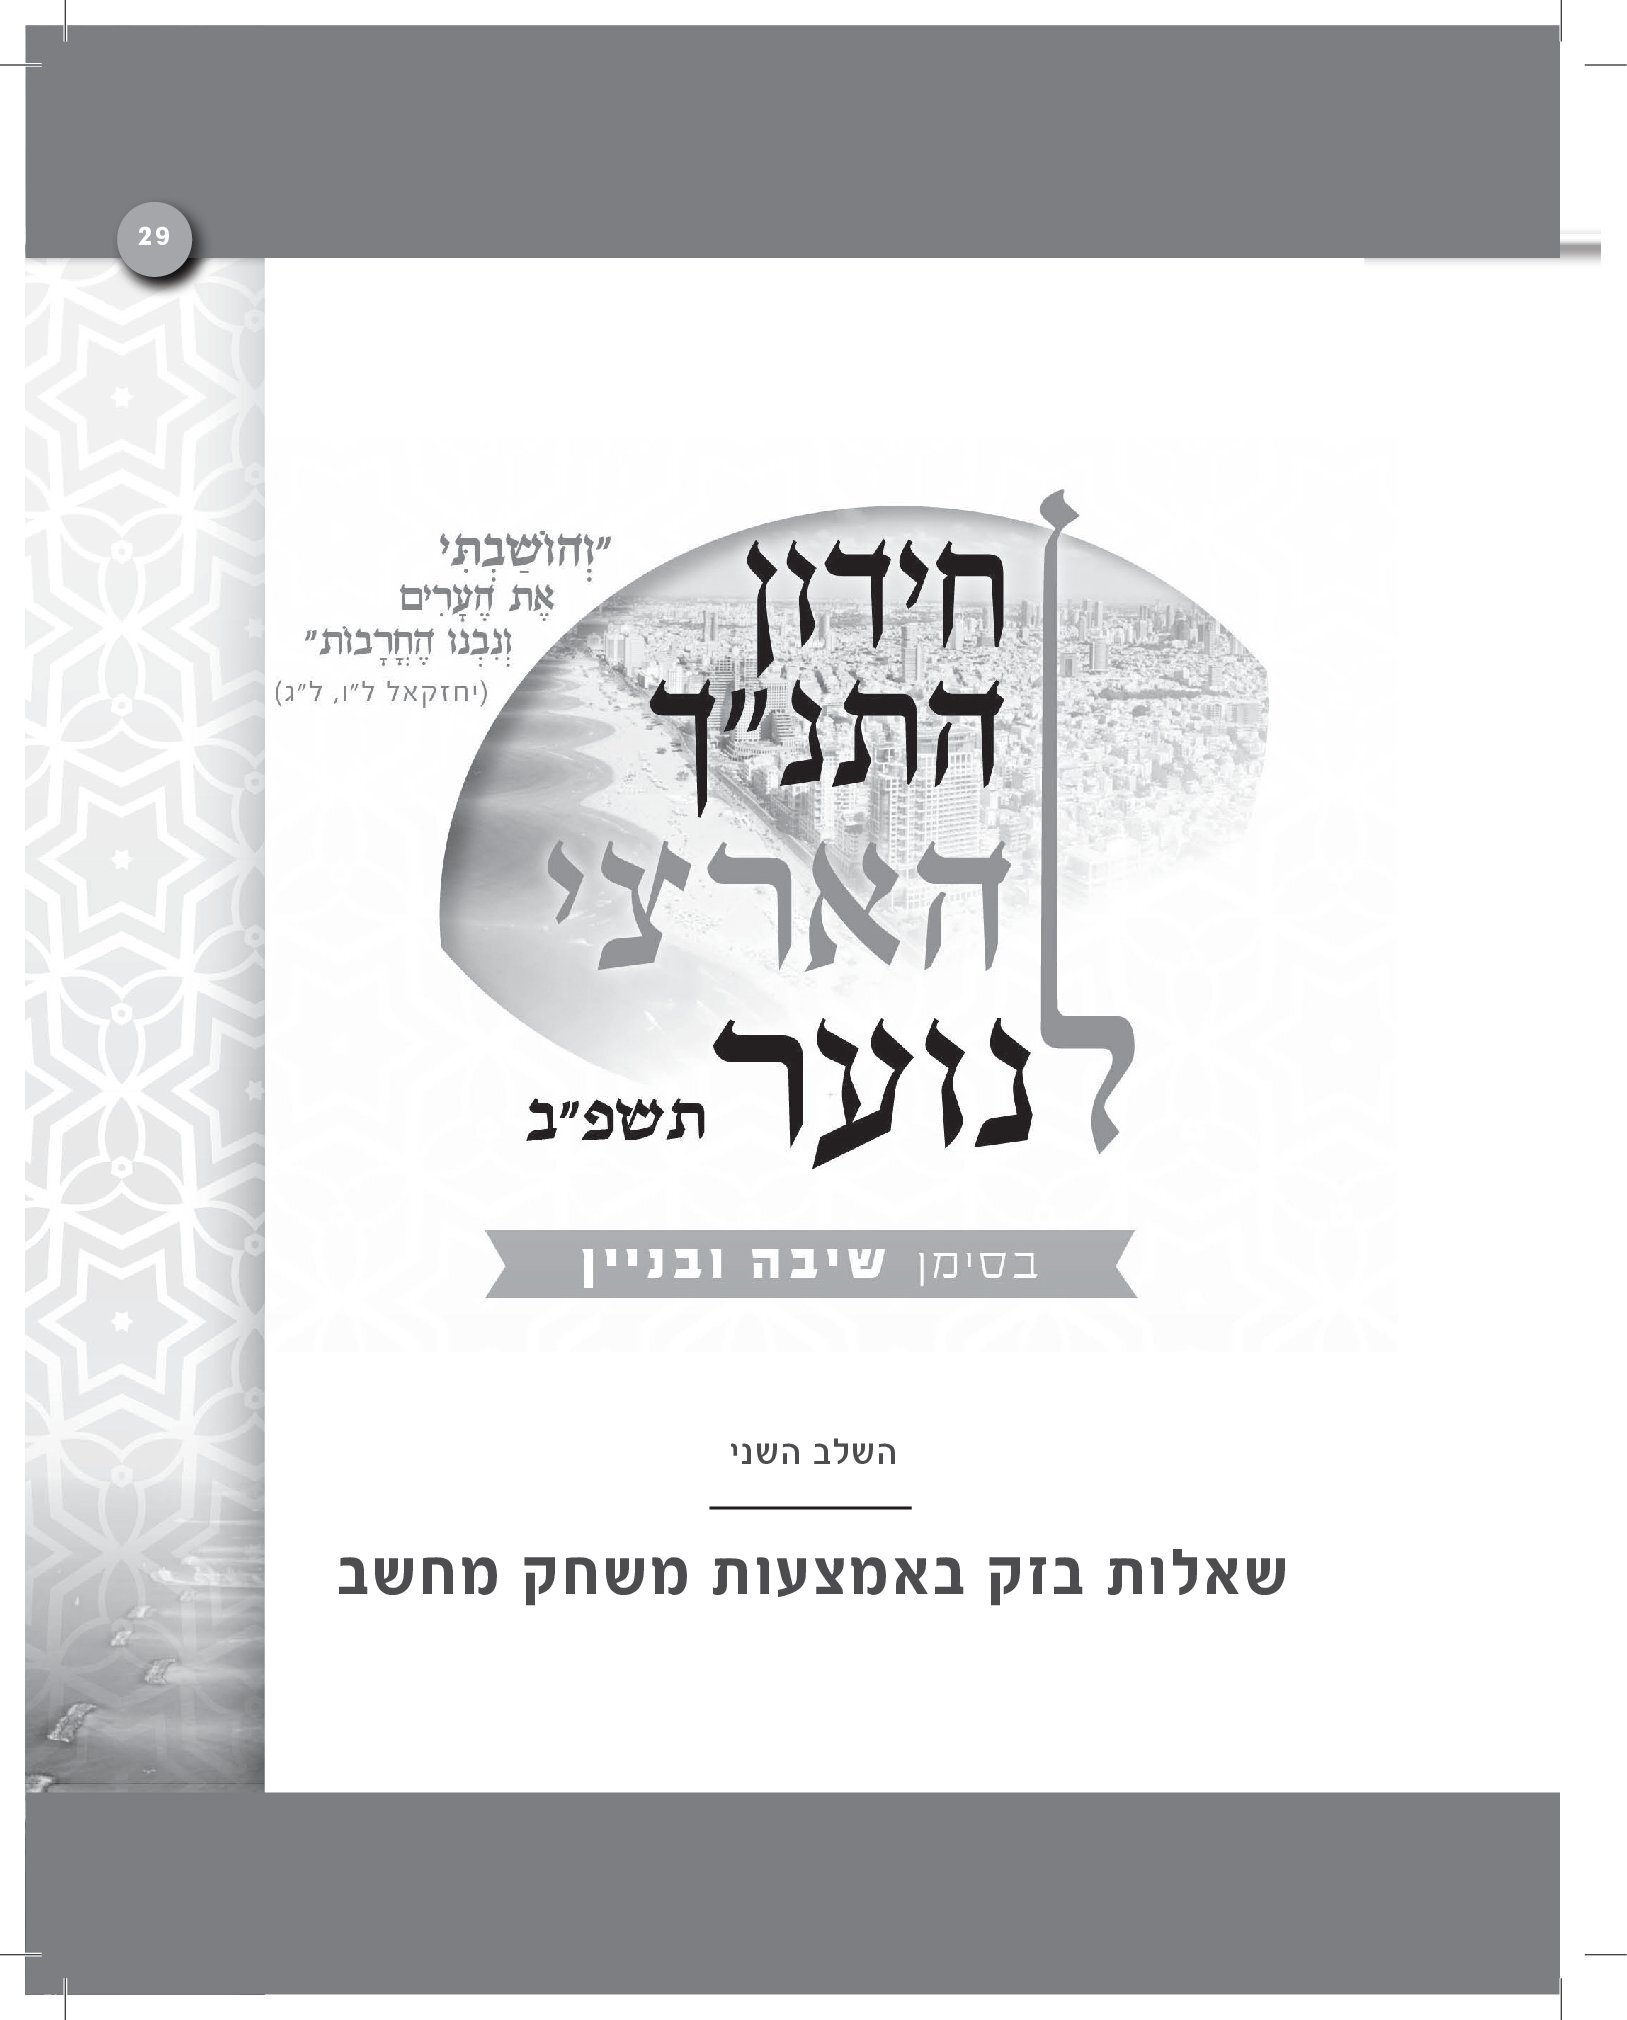 29
"וְהוֹשַׁבְתִּי
אֶת הֶעָרִים
וְנִבְנוּ הֶחֳרָבוֹת"
(יחזקאל ל"ו, ל"ג)
חידון
התנ"ך
הארצי
לנוער
תשפ"ב
בסימן שיבה ובניין
השלב השני
שאלות בזק באמצעות משחק מחשב